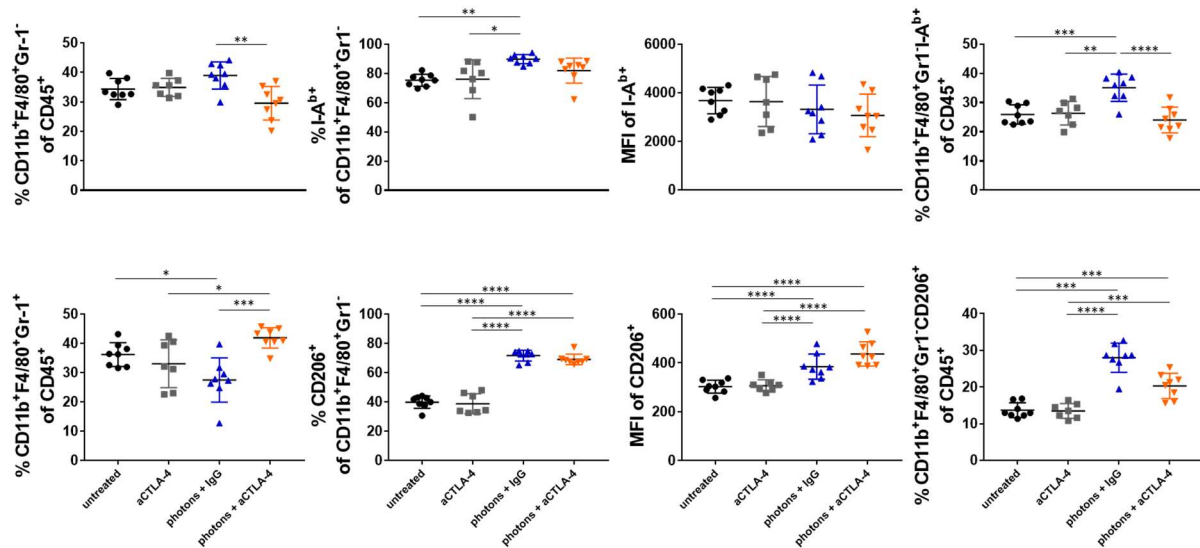 % CD11b⁺F4/80⁺Gr-1⁻
of CD45⁺
50
40
30
20
10
0
**
% I-Aᵇ⁺
of CD11b⁺F4/80⁺Gr1⁻
100
80
60
40
20
0
**
*
MFI of I-Aᵇ⁺
6000
4000
2000
0
% CD11b⁺F4/80⁺Gr1⁻I-Aᵇ⁺
of CD45⁺
50
40
30
20
10
0
***
** ****
% CD11b⁺F4/80⁺Gr-1⁺
of CD45⁺
50
40
30
20
10
0
*
*
***
untreated
aCTLA-4
photons + IgG
photons + aCTLA-4
% CD206⁺
of CD11b⁺F4/80⁺Gr1⁻
100
80
60
40
20
0
****
****
****
****
untreated
aCTLA-4
photons + IgG
photons + aCTLA-4
MFI of CD206⁺
600
400
200
0
****
****
****
****
untreated
aCTLA-4
photons + IgG
photons + aCTLA-4
% CD11b⁺F4/80⁺Gr1⁻CD206⁺
of CD45⁺
40
30
20
10
0
***
***
***
****
untreated
aCTLA-4
photons + IgG
photons + aCTLA-4